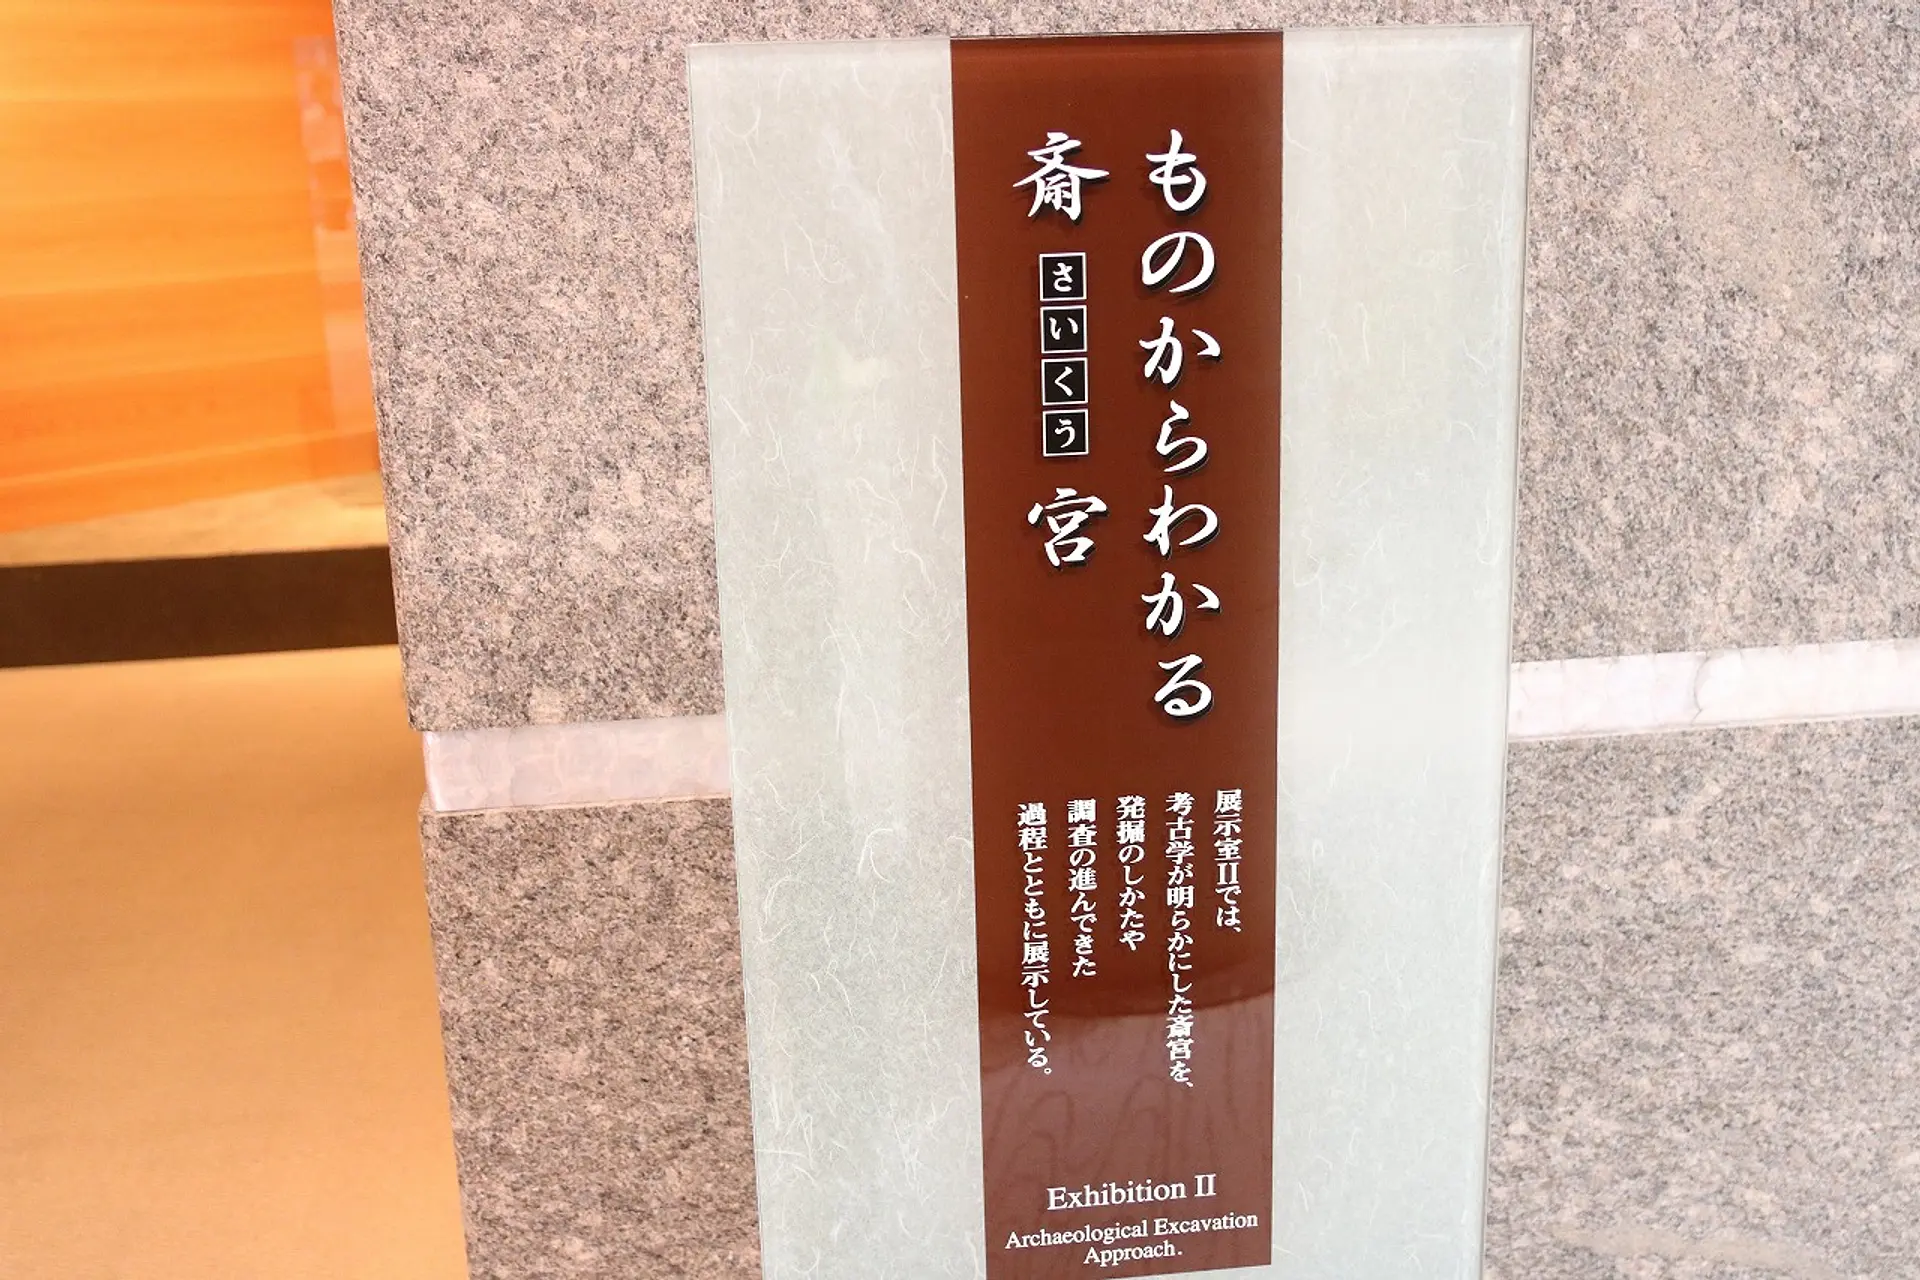 ものからわかる
斎さいくう宮
展示室Ⅱでは、
考古学が明らかにした斎宮を、
発掘のしかたや
調査の進んできた
過程とともに展示している。
Exhibition Ⅱ
Archaeological Excavation
Approach.